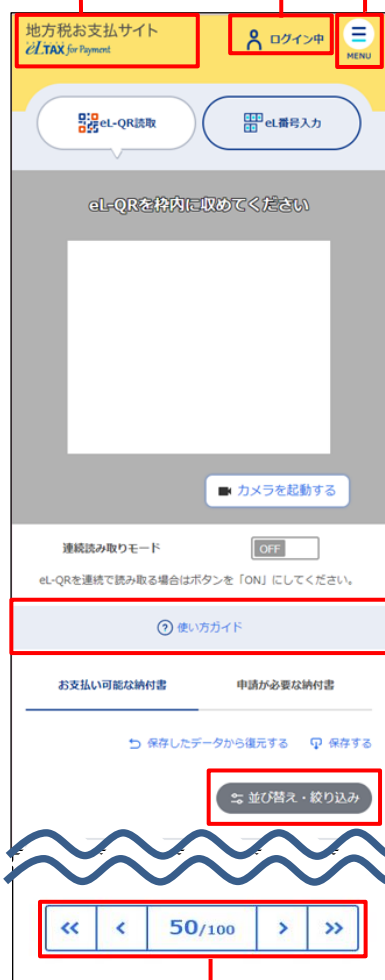 地方税お支払サイト
eLTAX for Payment
ログイン中
MENU
eL-QR読取
eL番号入力
eL-QRを枠内に収めてください
カメラを起動する
連続読み取りモード
OFF
eL-QRを連続で読み取る場合はボタンを「ON」にしてください。
? 使い方ガイド
お支払い可能な納付書
申請が必要な納付書
保存したデータから復元する
保存する
並び替え・絞り込み
<< < 50/100 > >>